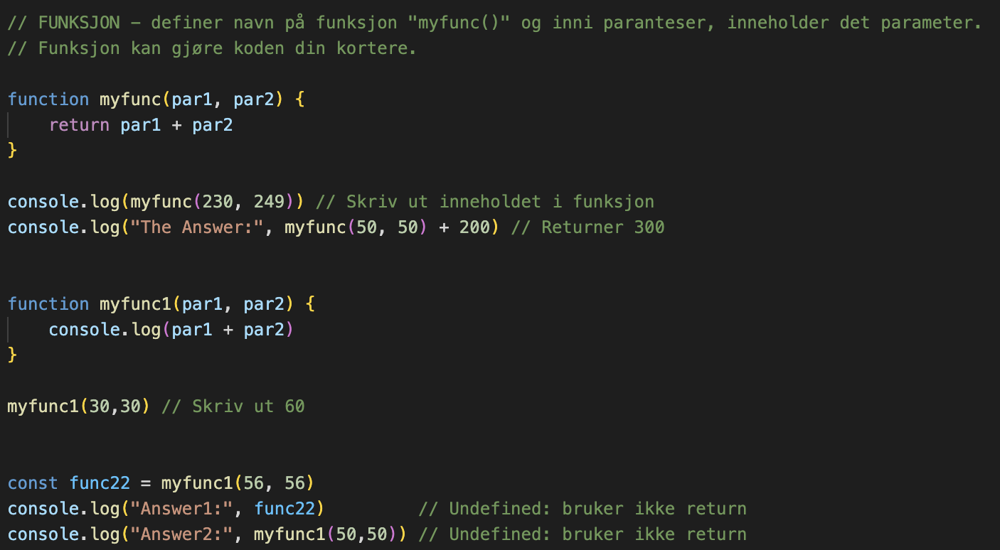 // FUNKSJON – definer navn på funksjon "myfunc()" og inni paranteser, inneholder det parameter.
// Funksjon kan gjøre koden din kortere.
function myfunc(par1, par2) {
    return par1 + par2
}
console.log(myfunc(230, 249)) // Skriv ut inneholdet i funksjon
console.log("The Answer:", myfunc(50, 50) + 200) // Returner 300
function myfunc1(par1, par2) {
    console.log(par1 + par2)
}
myfunc1(30,30) // Skriv ut 60
const func22 = myfunc1(56, 56)
console.log("Answer1:", func22)         // Undefined: bruker ikke return
console.log("Answer2:", myfunc1(50,50)) // Undefined: bruker ikke return